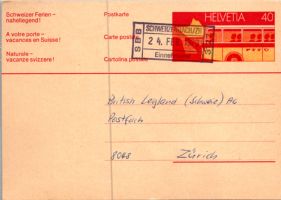 Schweizer Ferien –
naheliegend!
A votre porte –
vacances en Suisse!
Naturale –
vacanze svizzere!
Postkarte
Carte postale
Cartolina postale
HELVETIA 40
SBB
24. FEB.
British Leyland (Schweiz) AG
Postfach
8048 Zürich